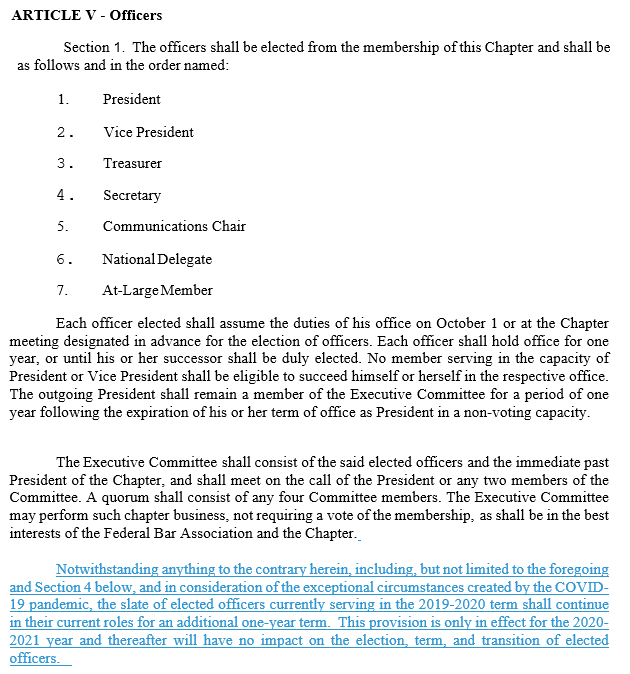 ARTICLE V - Officers
Section 1. The officers shall be elected from the membership of this Chapter and shall be
as follows and in the order named:
1. President
2. Vice President
3. Treasurer
4. Secretary
5. Communications Chair
6. National Delegate
7. At-Large Member
Each officer elected shall assume the duties of his office on October 1 or at the Chapter
meeting designated in advance for the election of officers. Each officer shall hold office for one
year, or until his or her successor shall be duly elected. No member serving in the capacity of
President or Vice President shall be eligible to succeed himself or herself in the respective office.
The outgoing President shall remain a member of the Executive Committee for a period of one
year following the expiration of his or her term of office as President in a non-voting capacity.
The Executive Committee shall consist of the said elected officers and the immediate past
President of the Chapter, and shall meet on the call of the President or any two members of the
Committee. A quorum shall consist of any four Committee members. The Executive Committee
may perform such chapter business, not requiring a vote of the membership, as shall be in the best
interests of the Federal Bar Association and the Chapter.
Notwithstanding anything to the contrary herein, including, but not limited to the foregoing
and Section 4 below, and in consideration of the exceptional circumstances created by the COVID-
19 pandemic, the slate of elected officers currently serving in the 2019-2020 term shall continue
in their current roles for an additional one-year term. This provision is only in effect for the 2020-
2021 year and thereafter will have no impact on the election, term, and transition of elected
officers.